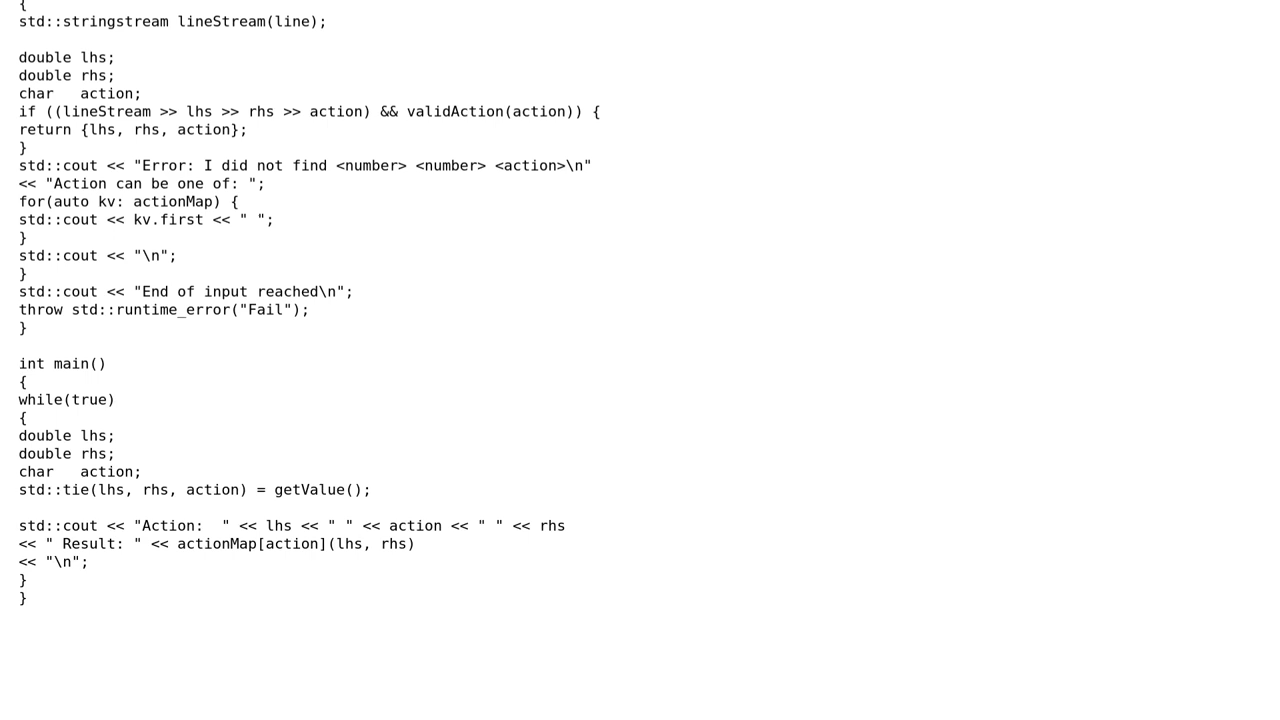 {
std::stringstream lineStream(line);

double lhs;
double rhs;
char   action;
if ((lineStream >> lhs >> rhs >> action) && validAction(action)) {
return {lhs, rhs, action};
}
std::cout << "Error: I did not find <number> <number> <action>\n"
<< "Action can be one of: ";
for(auto kv: actionMap) {
std::cout << kv.first << " ";
}
std::cout << "\n";
}
std::cout << "End of input reached\n";
throw std::runtime_error("Fail");
}

int main()
{
while(true)
{
double lhs;
double rhs;
char   action;
std::tie(lhs, rhs, action) = getValue();

std::cout << "Action:  " << lhs << " " << action << " " << rhs
<< " Result: " << actionMap[action](lhs, rhs)
<< "\n";
}
}